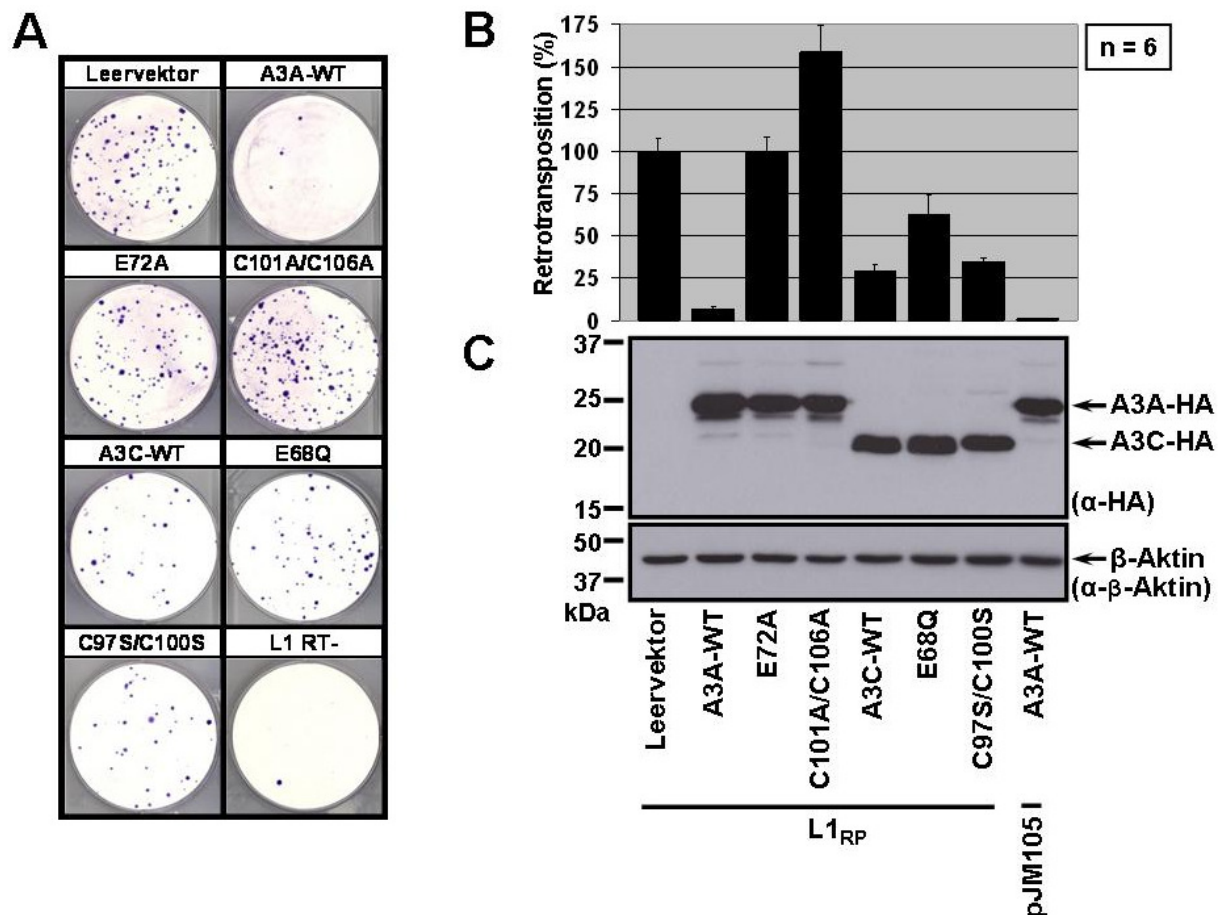 A
Leervektor
A3A-WT
E72A
C101A/C106A
A3C-WT
E68Q
C97S/C100S
L1 RT-
B
Retrotransposition (%)
175
150
125
100
75
50
25
0
n = 6
C
37
25
20
15
A3A-HA
A3C-HA
(α-HA)
50
37
kDa
β-Aktin
(α-β-Aktin)
Leervektor
A3A-WT
E72A
C101A/C106A
A3C-WT
E68Q
C97S/C100S
A3A-WT
L1RP
pJM105